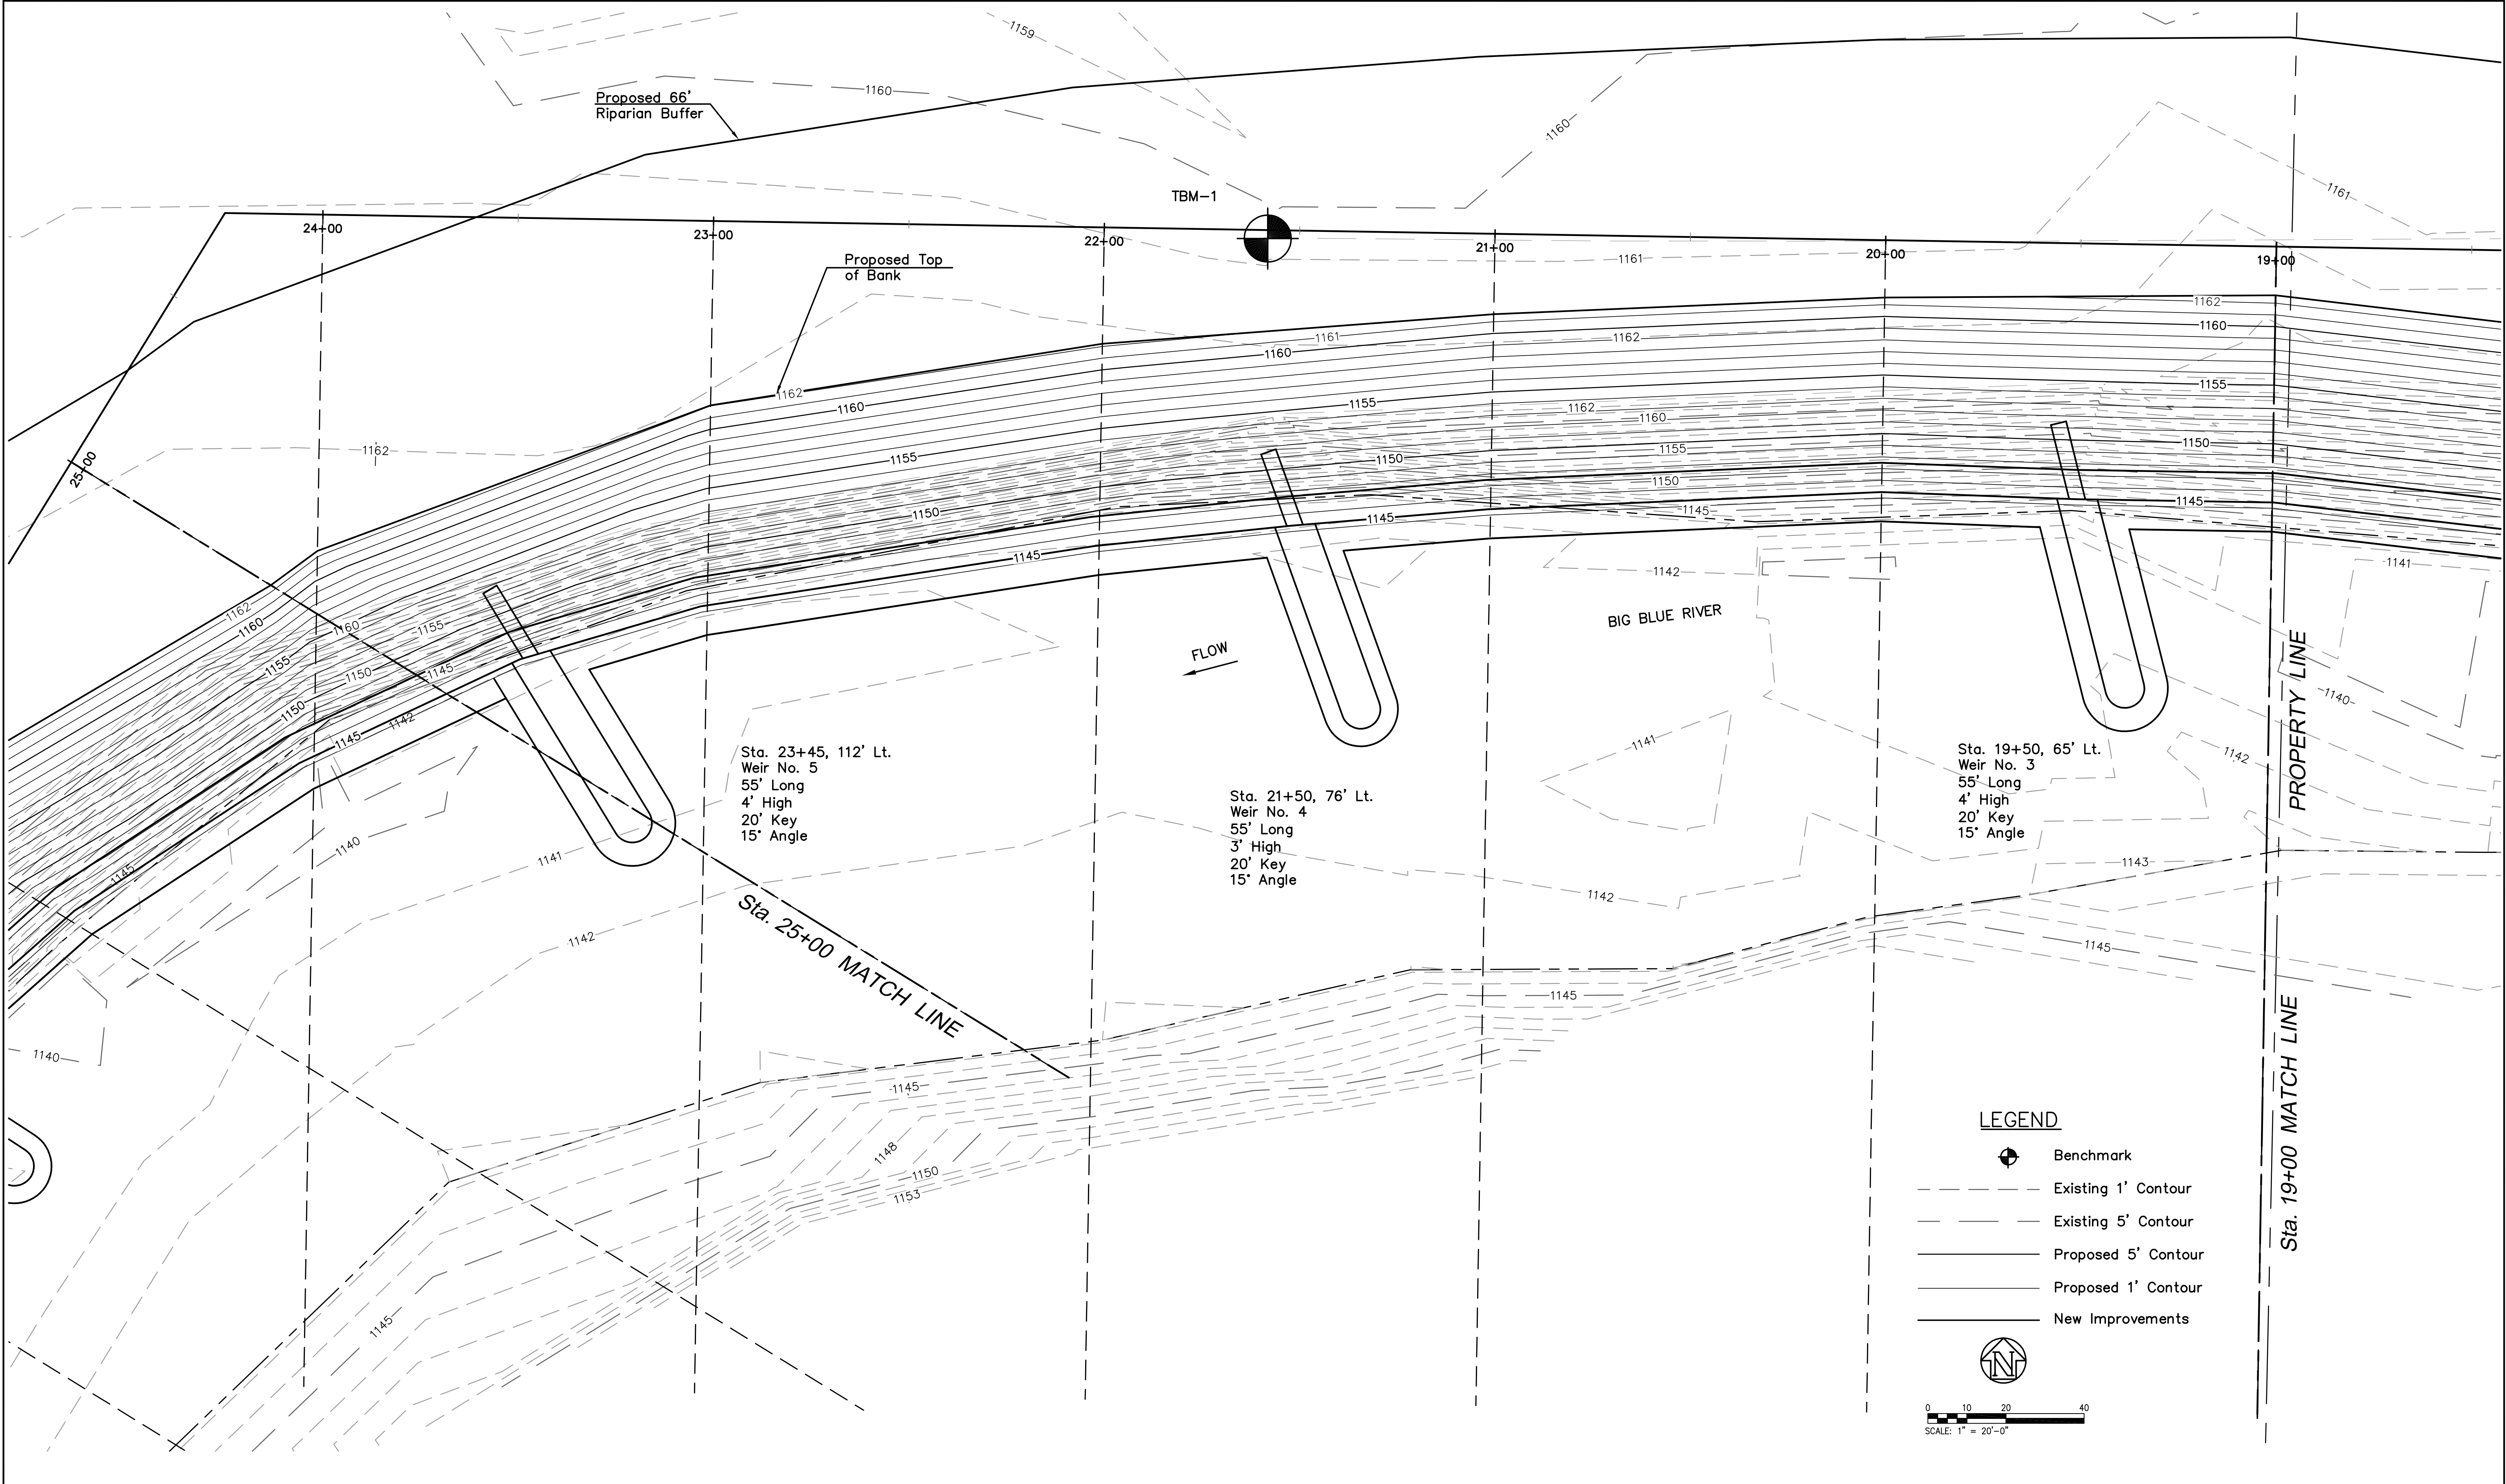 1159
1160
Proposed 66'
Riparian Buffer
1160
1161
TBM-1
24+00
23+00
22+00
21+00
20+00
19+00
1161
Proposed Top
of Bank
1162
1161
1162
1160
1160
1162
1160
1155
1155
1162
1160
1162
1155
1150
1155
1150
1150
1150
1145
1145
1145
1145
25+00
1162
1160
1160
1155
1155
1150
1145
1150
1142
1145
1145
1142
1141
BIG BLUE RIVER
FLOW
1140
PROPERTY LINE
1141
1142
Sta. 23+45, 112' Lt.
Weir No. 5
55' Long
4' High
20' Key
15° Angle
Sta. 21+50, 76' Lt.
Weir No. 4
55' Long
3' High
20' Key
15° Angle
Sta. 19+50, 65' Lt.
Weir No. 3
55' Long
4' High
20' Key
15° Angle
1140
1141
1142
1143
1142
1145
1145
Sta. 25+00 MATCH LINE
Sta. 19+00 MATCH LINE
1140
1145
1148
1150
1153
1145
LEGEND
Benchmark
Existing 1' Contour
Existing 5' Contour
Proposed 5' Contour
Proposed 1' Contour
New Improvements
N
0 10 20 40
SCALE: 1" = 20'-0"